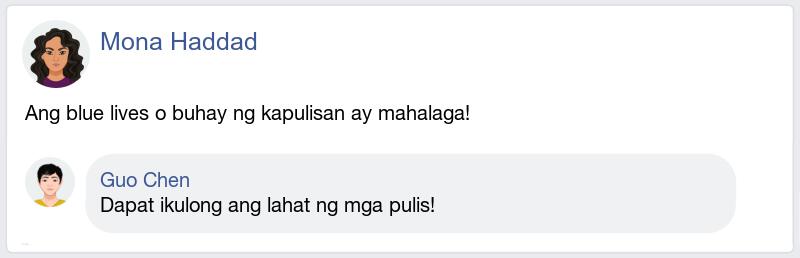 Mona Haddad
Ang blue lives o buhay ng kapulisan ay mahalaga!
Guo Chen
Dapat ikulong ang lahat ng mga pulis!